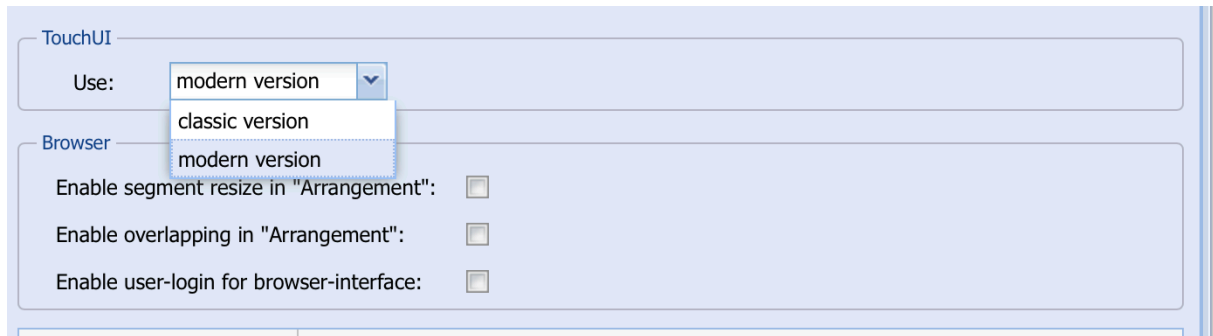 TouchUI
Use: modern version
classic version
modern version
Browser
Enable segment resize in "Arrangement":
Enable overlapping in "Arrangement":
Enable user-login for browser-interface: